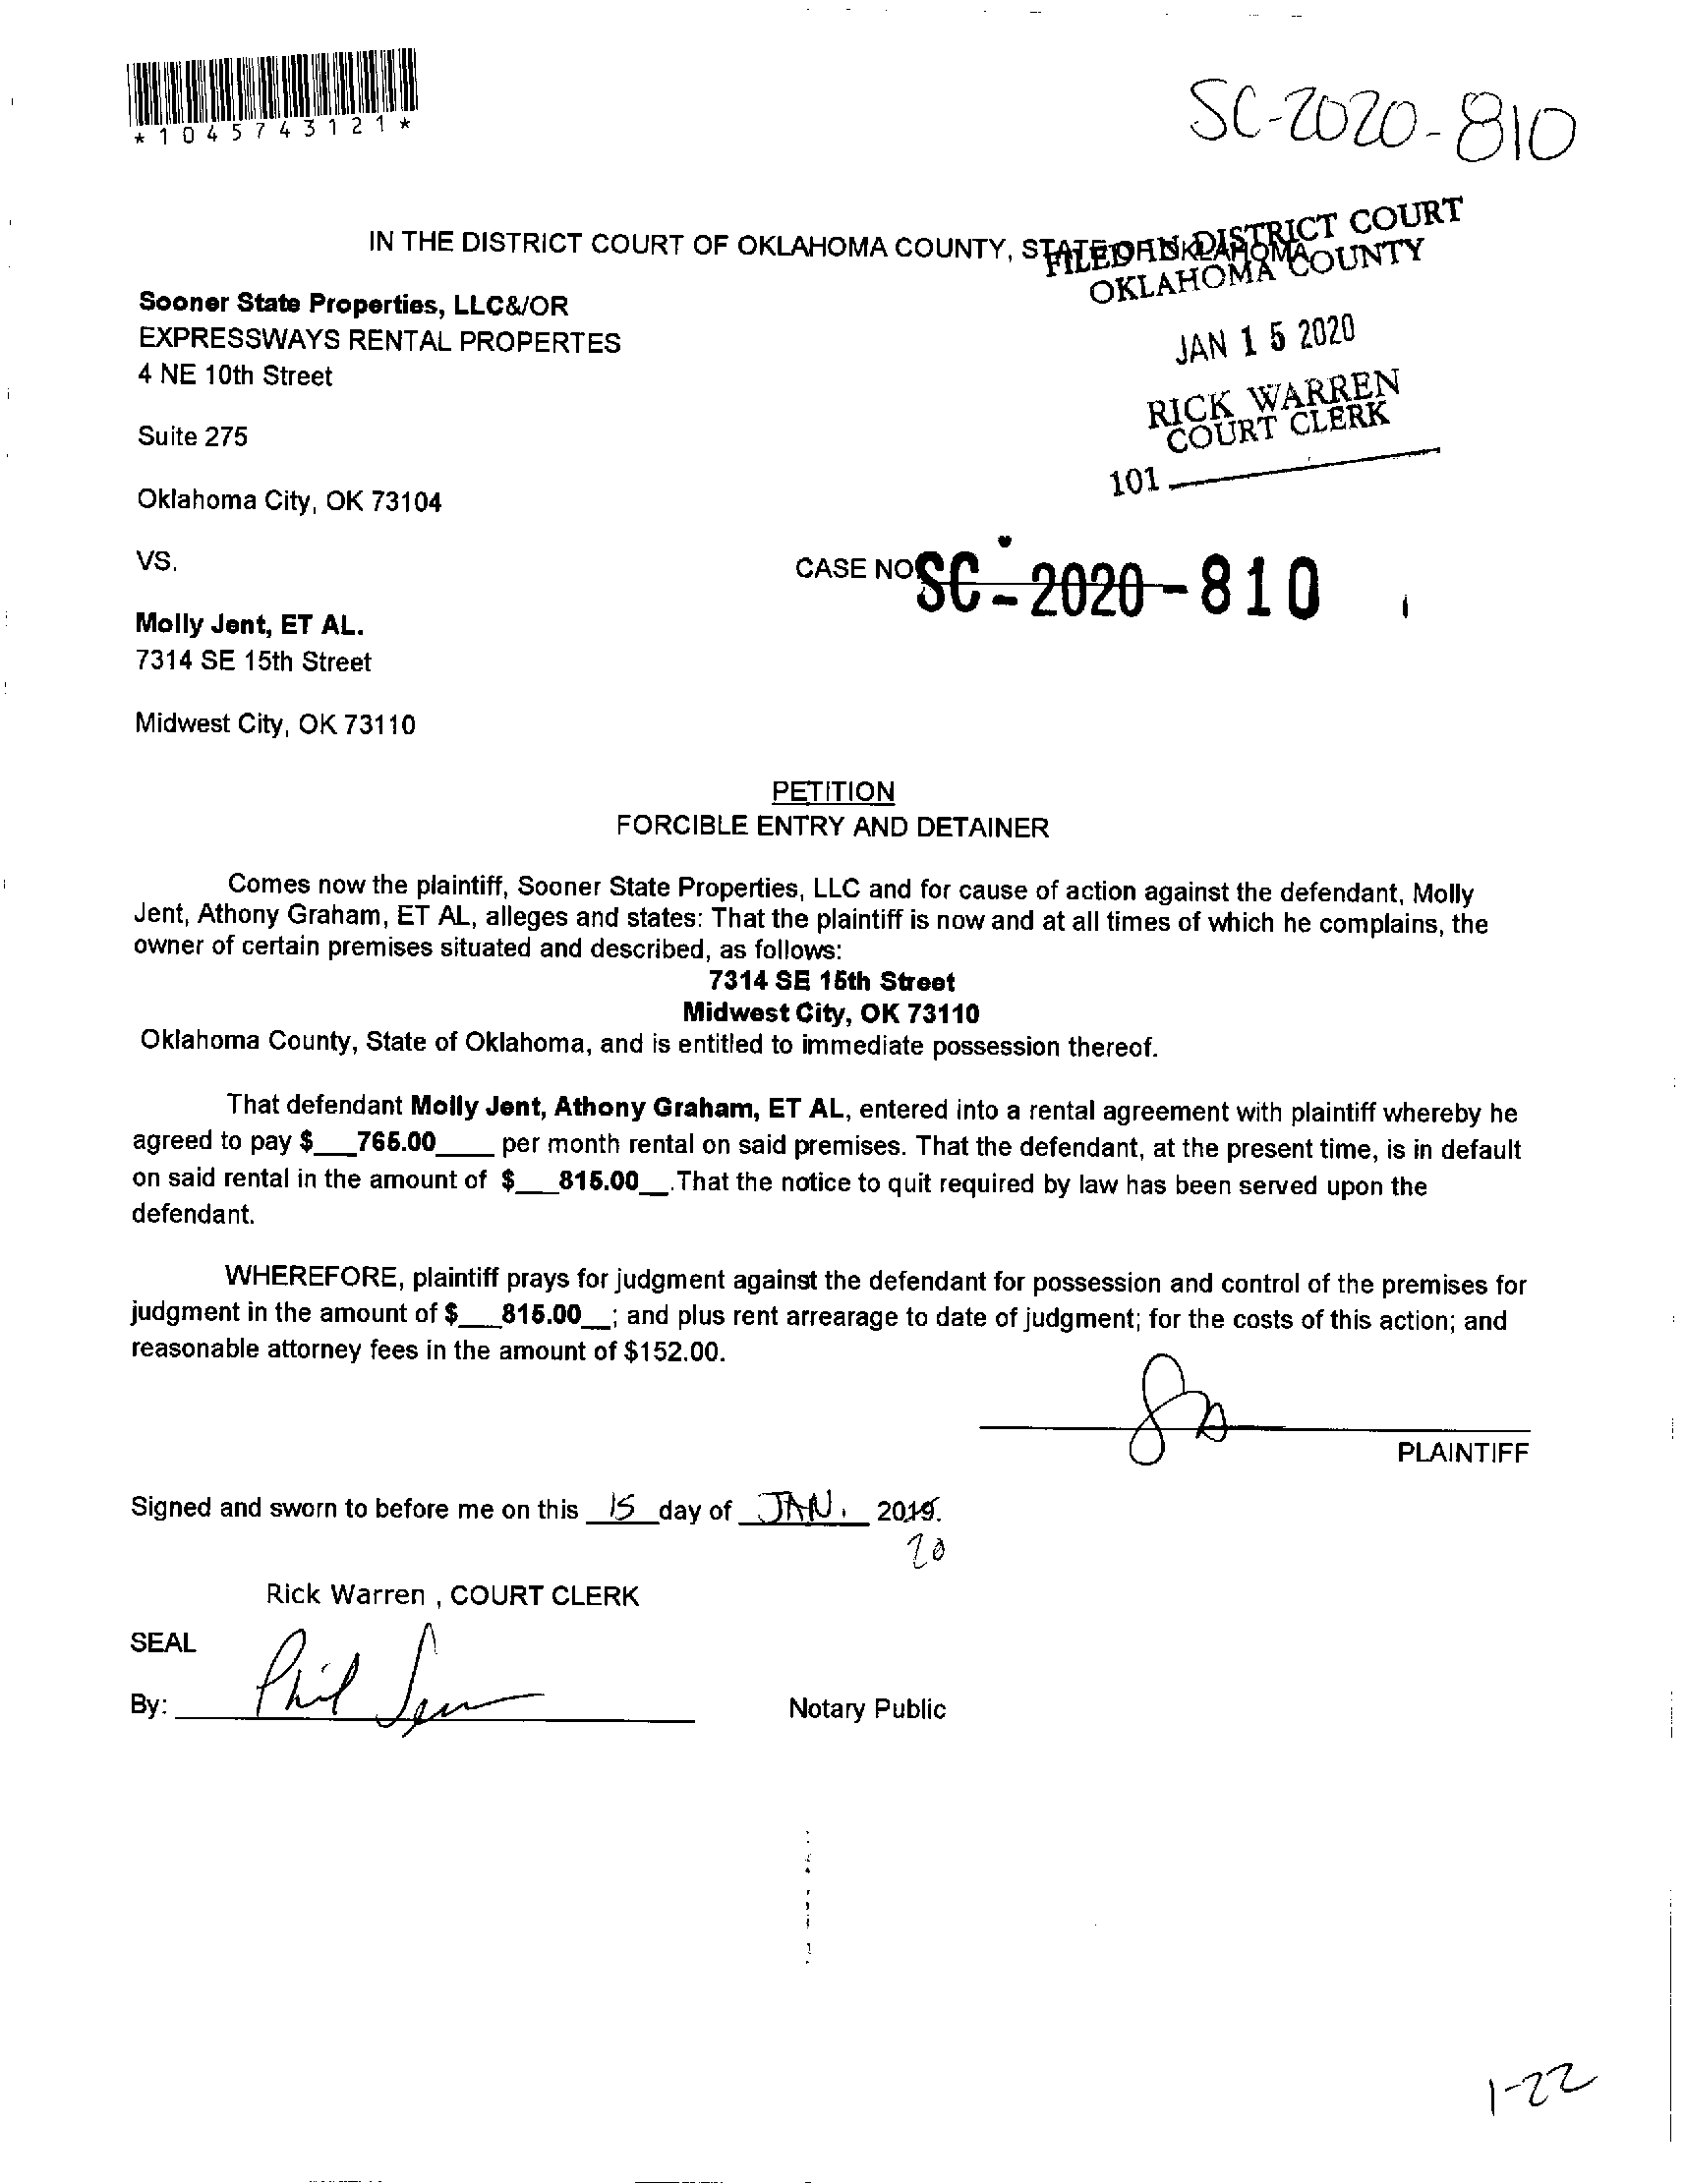 *1045743121*
SC-2020-810
IN THE DISTRICT COURT OF OKLAHOMA COUNTY, STATE OF OKLAHOMA
FILED IN DISTRICT COURT
OKLAHOMA COUNTY
Sooner State Properties, LLC&/OR
EXPRESSWAYS RENTAL PROPERTES
4 NE 10th Street
JAN 15 2020
RICK WARREN
COURT CLERK
Suite 275
101
Oklahoma City, OK 73104
VS.
CASE NO SC-2020-810
Molly Jent, ET AL.
7314 SE 15th Street
Midwest City, OK 73110
PETITION
FORCIBLE ENTRY AND DETAINER
Comes now the plaintiff, Sooner State Properties, LLC and for cause of action against the defendant, Molly
Jent, Athony Graham, ET AL, alleges and states: That the plaintiff is now and at all times of which he complains, the
owner of certain premises situated and described, as follows:
7314 SE 15th Street
Midwest City, OK 73110
Oklahoma County, State of Oklahoma, and is entitled to immediate possession thereof.
That defendant Molly Jent, Athony Graham, ET AL, entered into a rental agreement with plaintiff whereby he
agreed to pay $___765.00____ per month rental on said premises. That the defendant, at the present time, is in default
on said rental in the amount of $___815.00__.That the notice to quit required by law has been served upon the
defendant.
WHEREFORE, plaintiff prays for judgment against the defendant for possession and control of the premises for
judgment in the amount of $___815.00__; and plus rent arrearage to date of judgment; for the costs of this action; and
reasonable attorney fees in the amount of $152.00.
PLAINTIFF
Signed and sworn to before me on this 15 day of JAN. 2019.
20
Rick Warren , COURT CLERK
SEAL
By: Phil
Notary Public
1-22